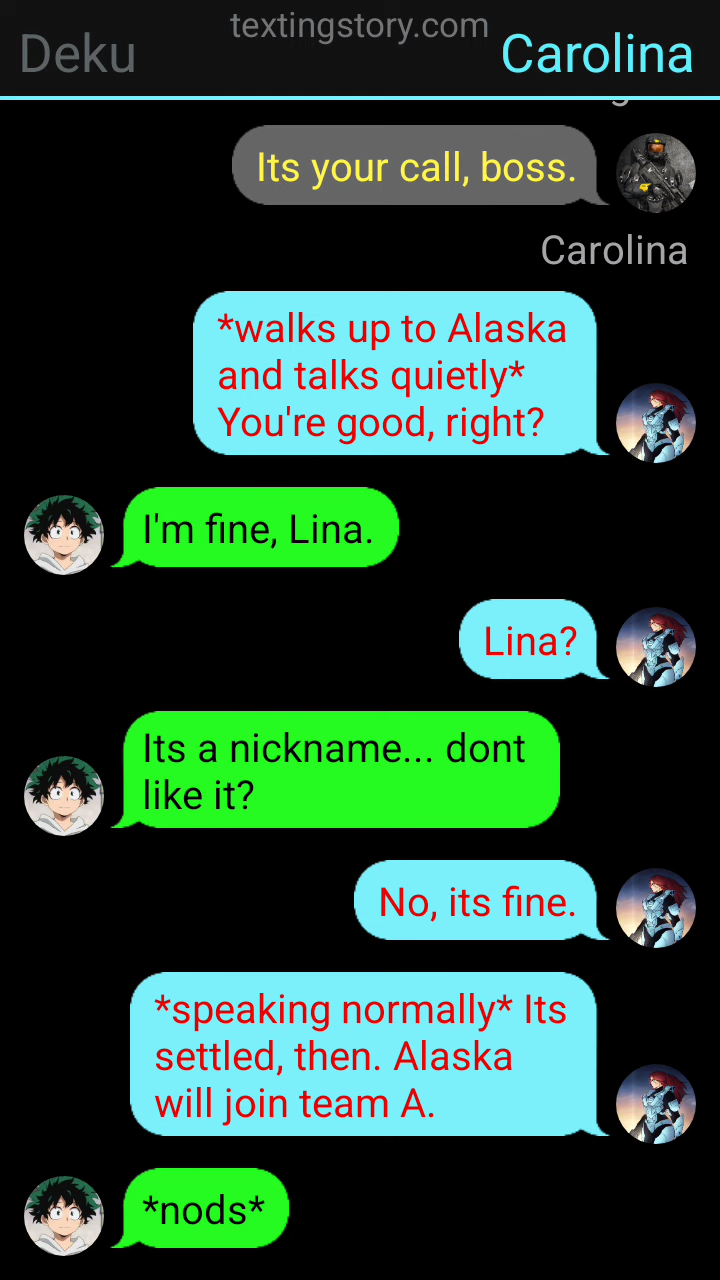 textingstory.com
Deku
Carolina
Its your call, boss.
Carolina
*walks up to Alaska
and talks quietly*
You're good, right?
I'm fine, Lina.
Lina?
Its a nickname... dont
like it?
No, its fine.
*speaking normally* Its
settled, then. Alaska
will join team A.
*nods*